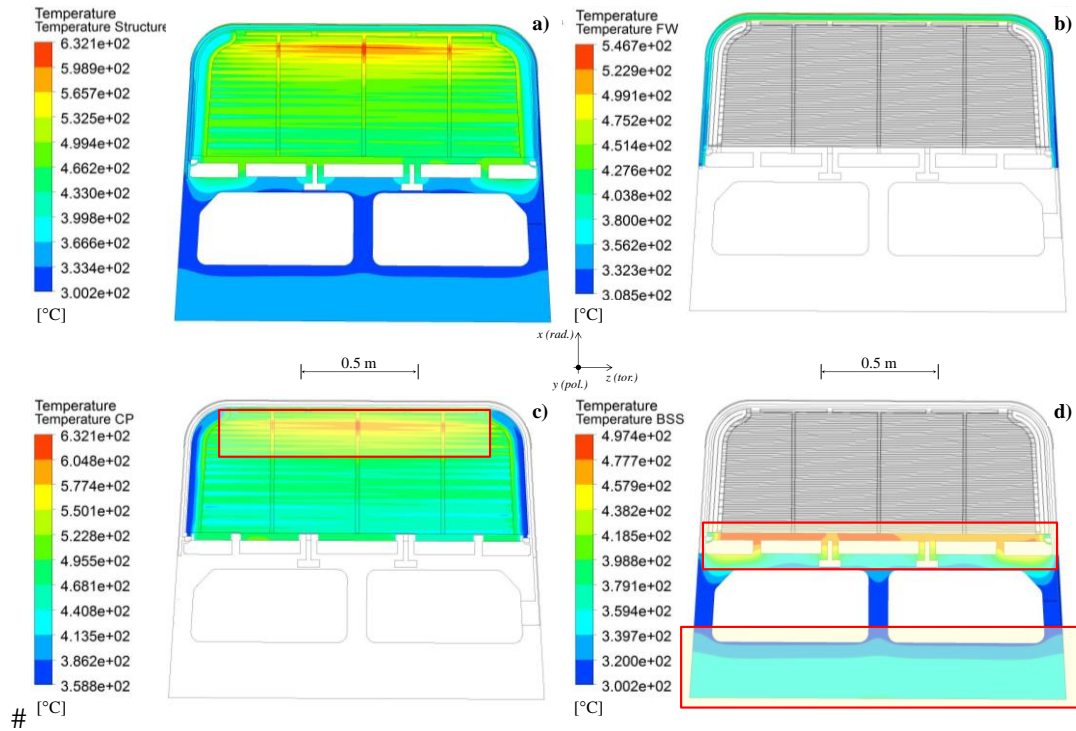 Temperature
Temperature Structure
6.321e+02
5.989e+02
5.657e+02
5.325e+02
4.994e+02
4.662e+02
4.330e+02
3.998e+02
3.666e+02
3.334e+02
3.002e+02
[°C]
a)
Temperature
Temperature FW
5.467e+02
5.229e+02
4.991e+02
4.752e+02
4.514e+02
4.276e+02
4.038e+02
3.800e+02
3.562e+02
3.323e+02
3.085e+02
[°C]
b)
x (rad.)
y (pol.)
z (tor.)
0.5 m
0.5 m
Temperature
Temperature CP
6.321e+02
6.048e+02
5.774e+02
5.501e+02
5.228e+02
4.955e+02
4.681e+02
4.408e+02
4.135e+02
3.862e+02
3.588e+02
[°C]
c)
Temperature
Temperature BSS
4.974e+02
4.777e+02
4.579e+02
4.382e+02
4.185e+02
3.988e+02
3.791e+02
3.594e+02
3.397e+02
3.200e+02
3.002e+02
[°C]
d)
#